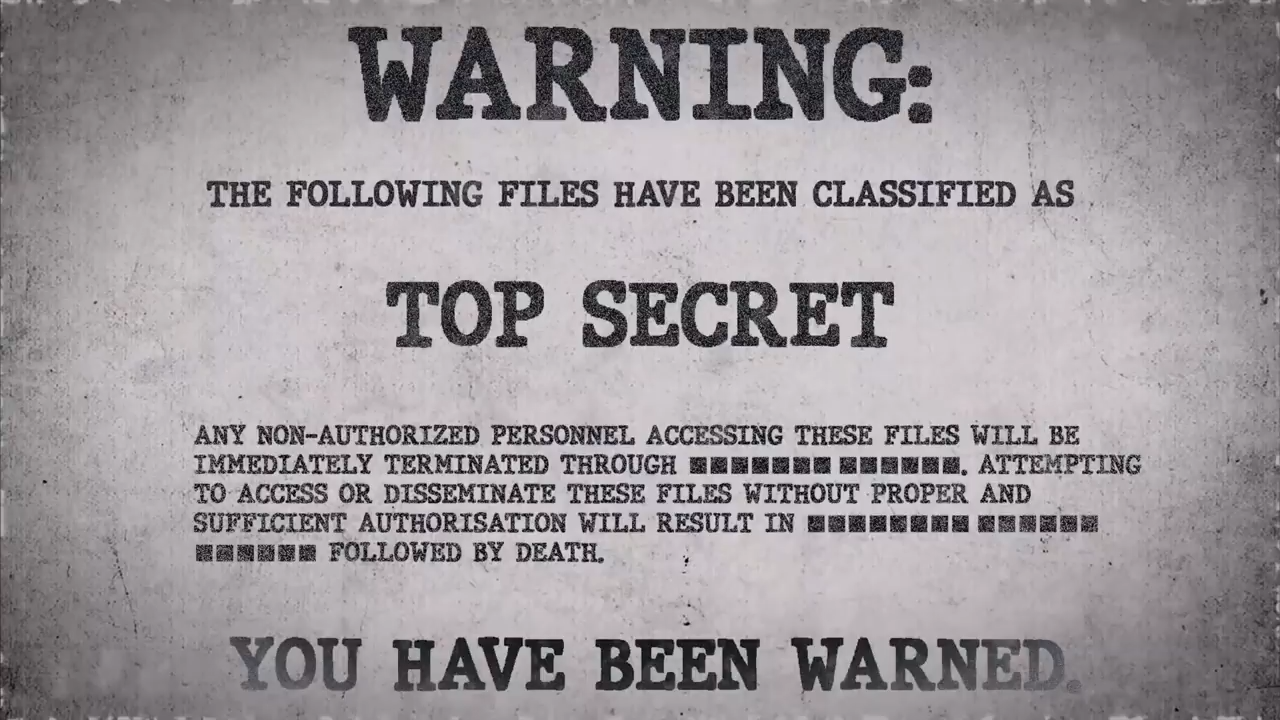 WARNING:
THE FOLLOWING FILES HAVE BEEN CLASSIFIED AS
TOP SECRET
ANY NON-AUTHORIZED PERSONNEL ACCESSING THESE FILES WILL BE
IMMEDIATELY TERMINATED THROUGH ■■■■■■■ ■■■■■■. ATTEMPTING
TO ACCESS OR DISSEMINATE THESE FILES WITHOUT PROPER AND
SUFFICIENT AUTHORISATION WILL RESULT IN ■■■■■■■■ ■■■■■■
■■■■■■ FOLLOWED BY DEATH.
YOU HAVE BEEN WARNED.